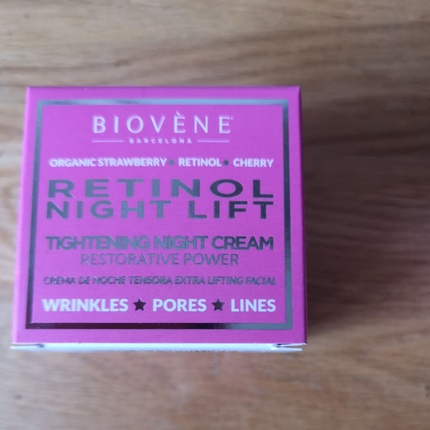 BIOVÈNE®
BARCELONA
ORGANIC STRAWBERRY ★ RETINOL ★ CHERRY
RETINOL
NIGHT LIFT
TIGHTENING NIGHT CREAM
RESTORATIVE POWER
CREMA DE NOCHE TENSORA EXTRA LIFTING FACIAL
WRINKLES ★ PORES ★ LINES